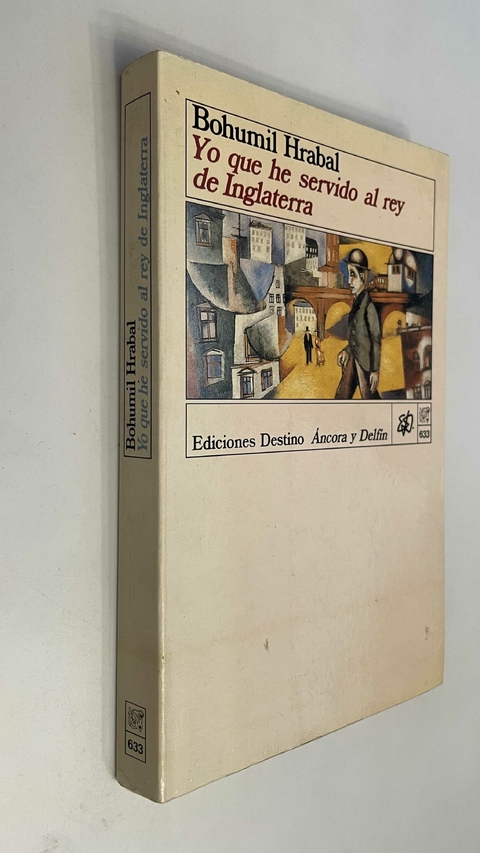 Bohumil Hrabal
Yo que he servido al rey
de Inglaterra
Ediciones Destino Áncora y Delfín
633
Bohumil Hrabal
Yo que he servido al rey de Inglaterra
633